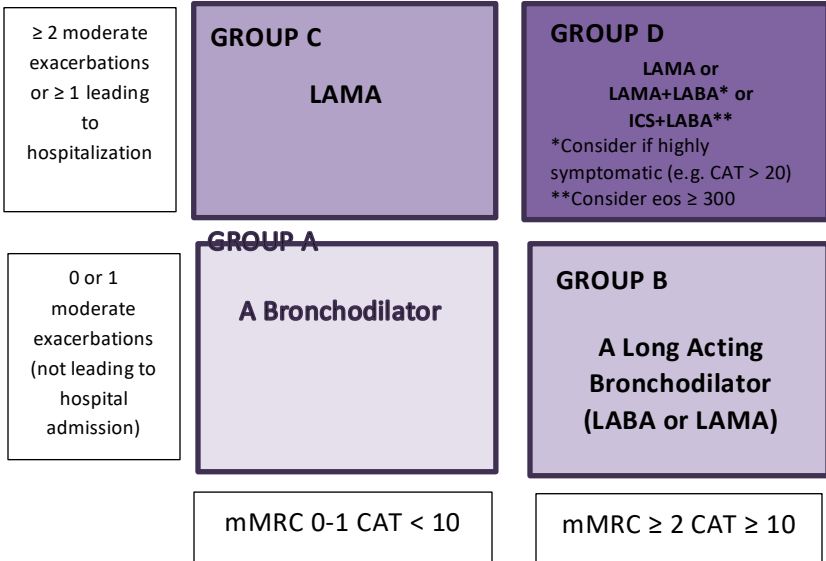 ≥ 2 moderate
exacerbations
or ≥ 1 leading
to
hospitalization
GROUP C
LAMA
GROUP D
LAMA or
LAMA+LABA* or
ICS+LABA**
*Consider if highly
symptomatic (e.g. CAT > 20)
**Consider eos ≥ 300
0 or 1
moderate
exacerbations
(not leading to
hospital
admission)
GROUP A
A Bronchodilator
GROUP B
A Long Acting
Bronchodilator
(LABA or LAMA)
mMRC 0-1 CAT < 10
mMRC ≥ 2 CAT ≥ 10